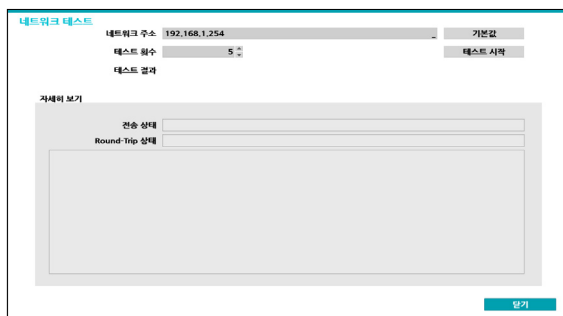 네트워크 테스트
네트워크 주소 192,168,1,254 _ 기본값
테스트 횟수 5 테스트 시작
테스트 결과
자세히 보기
전송 상태
Round-Trip 상태
닫기